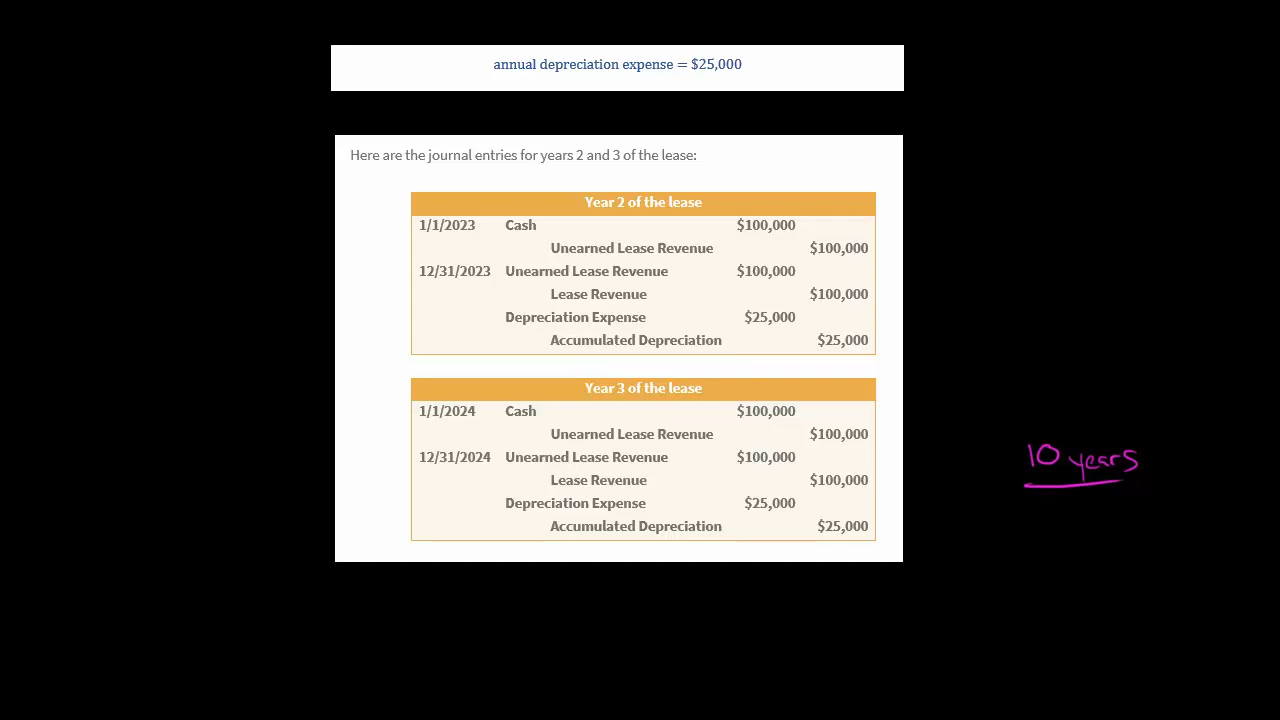 annual depreciation expense = $25,000
Here are the journal entries for years 2 and 3 of the lease:
Year 2 of the lease
1/1/2023 Cash $100,000
Unearned Lease Revenue $100,000
12/31/2023 Unearned Lease Revenue $100,000
Lease Revenue $100,000
Depreciation Expense $25,000
Accumulated Depreciation $25,000
Year 3 of the lease
1/1/2024 Cash $100,000
Unearned Lease Revenue $100,000
12/31/2024 Unearned Lease Revenue $100,000
Lease Revenue $100,000
Depreciation Expense $25,000
Accumulated Depreciation $25,000
10 years